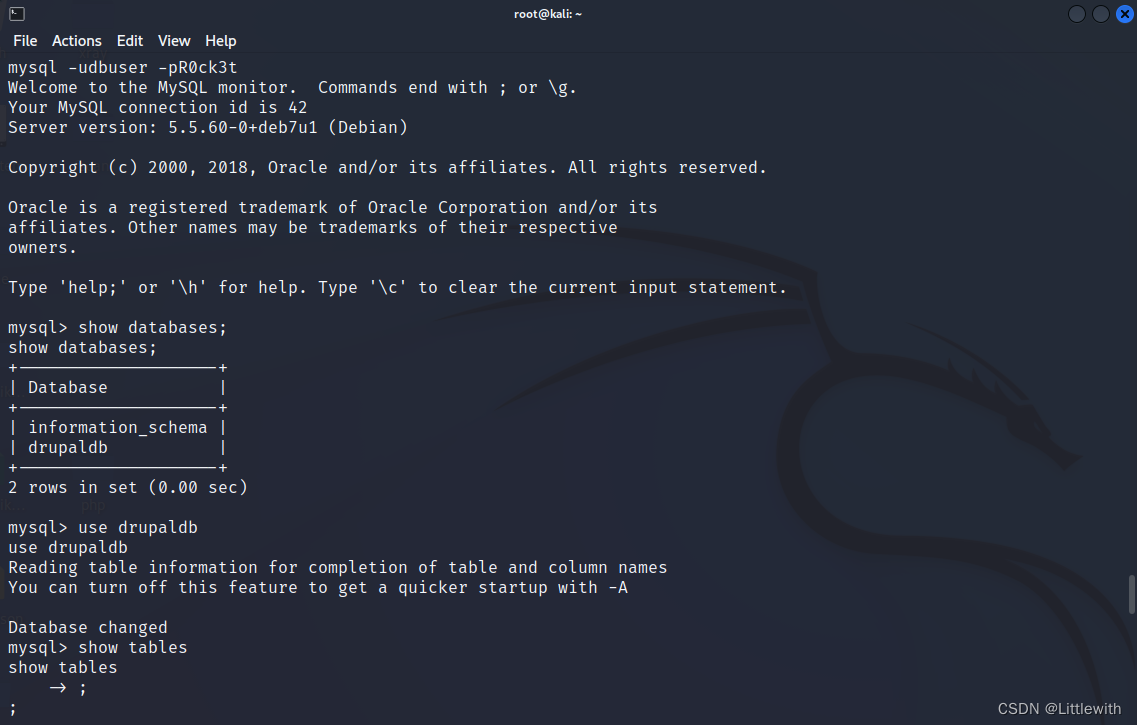 root@kali: ~
File Actions Edit View Help
mysql -udbuser -pR0ck3t
Welcome to the MySQL monitor.  Commands end with ; or \g.
Your MySQL connection id is 42
Server version: 5.5.60-0+deb7u1 (Debian)
Copyright (c) 2000, 2018, Oracle and/or its affiliates. All rights reserved.
Oracle is a registered trademark of Oracle Corporation and/or its
affiliates. Other names may be trademarks of their respective
owners.
Type 'help;' or '\h' for help. Type '\c' to clear the current input statement.
mysql> show databases;
show databases;
+--------------------+
| Database           |
+--------------------+
| information_schema |
| drupaldb           |
+--------------------+
2 rows in set (0.00 sec)
mysql> use drupaldb
use drupaldb
Reading table information for completion of table and column names
You can turn off this feature to get a quicker startup with -A
Database changed
mysql> show tables
show tables
    -> ;
;
CSDN @Littlewith